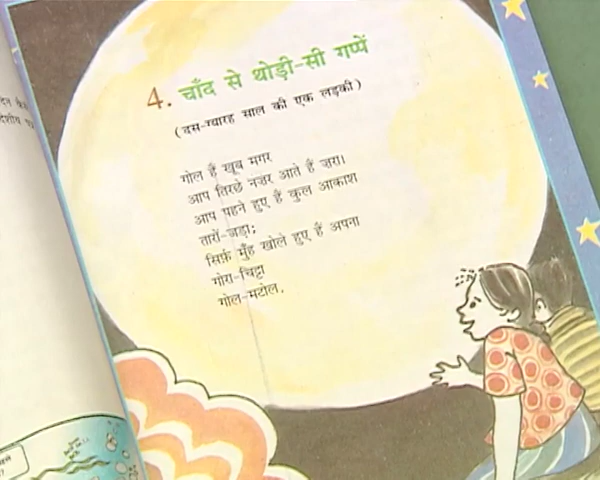 4. चाँद से थोड़ी-सी गप्पें
(दस-ग्यारह साल की एक लड़की)
गोल हैं खूब मगर
आप तिरछे नज़र आते हैं ज़रा।
आप पहने हुए हैं कुल आकाश
तारों-जड़ा;
सिर्फ़ मुँह खोले हुए हैं अपना
गोरा-चिट्टा
गोल-मटोल,